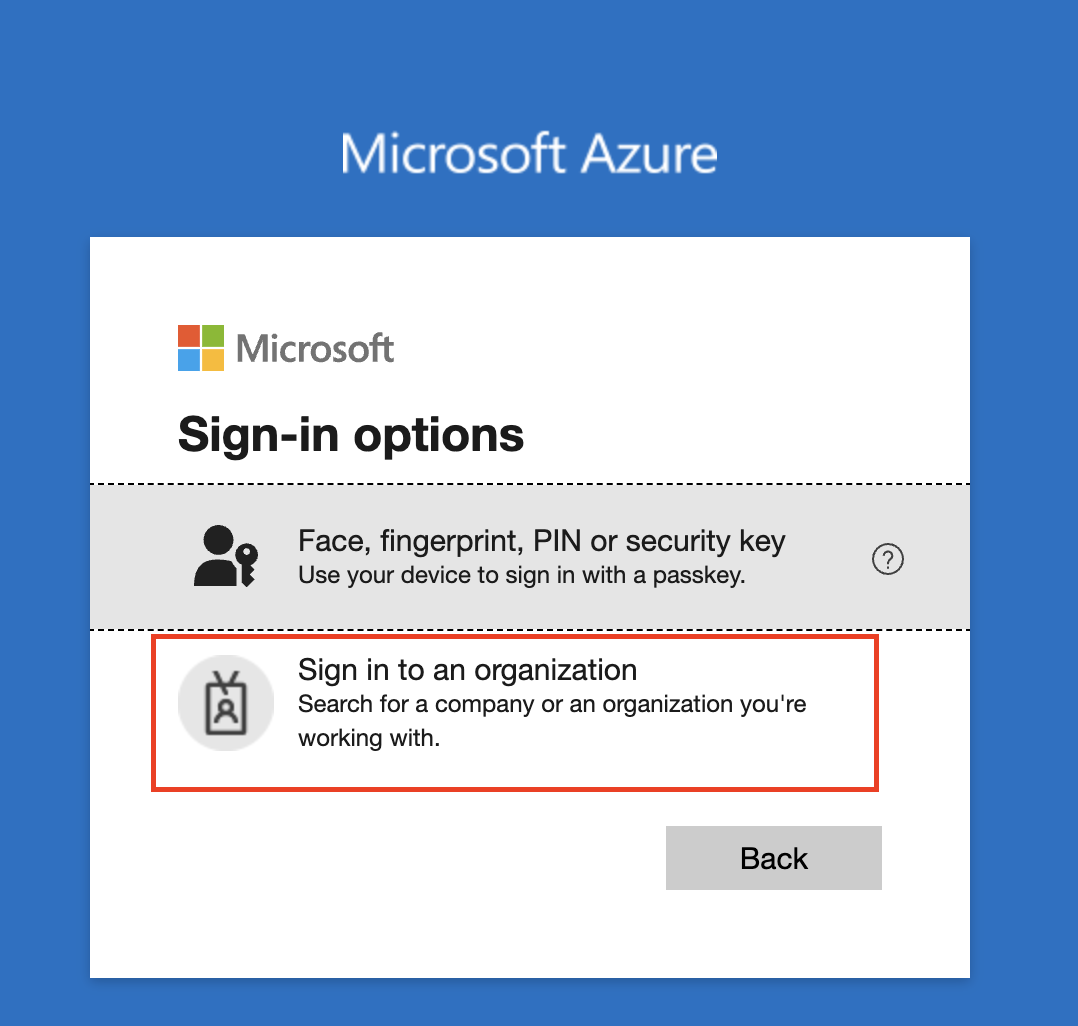 Microsoft Azure
Microsoft
Sign-in options
Face, fingerprint, PIN or security key
Use your device to sign in with a passkey.
?
Sign in to an organization
Search for a company or an organization you're
working with.
Back